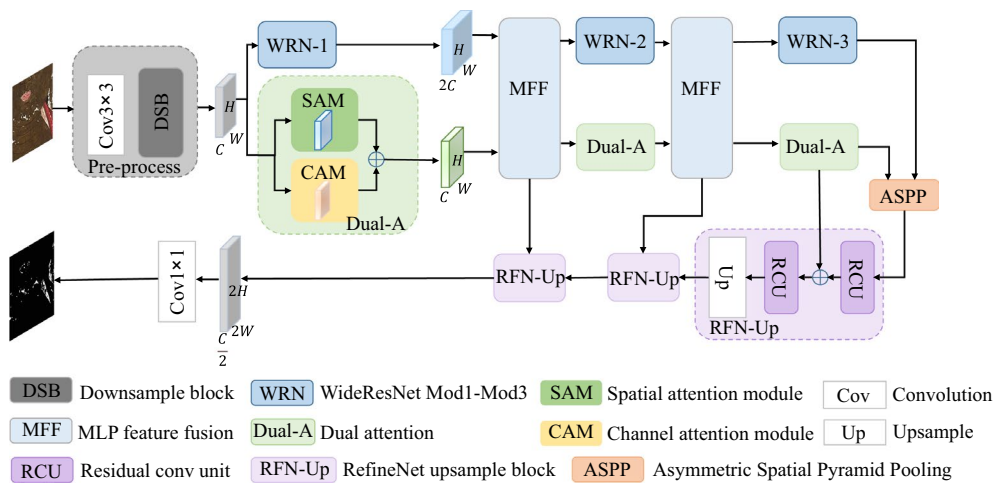 WRN-1
H
W
2C
WRN-2
WRN-3
MFF
MFF
Cov3×3
DSB
Pre-process
H
W
C
SAM
CAM
Dual-A
H
W
C
Dual-A
Dual-A
ASPP
Cov1×1
2H
2W
C
2
RFN-Up
RFN-Up
Up
RCU
RCU
RFN-Up
DSB Downsample block
WRN WideResNet Mod1-Mod3
SAM Spatial attention module
Cov Convolution
MFF MLP feature fusion
Dual-A Dual attention
CAM Channel attention module
Up Upsample
RCU Residual conv unit
RFN-Up RefineNet upsample block
ASPP Asymmetric Spatial Pyramid Pooling